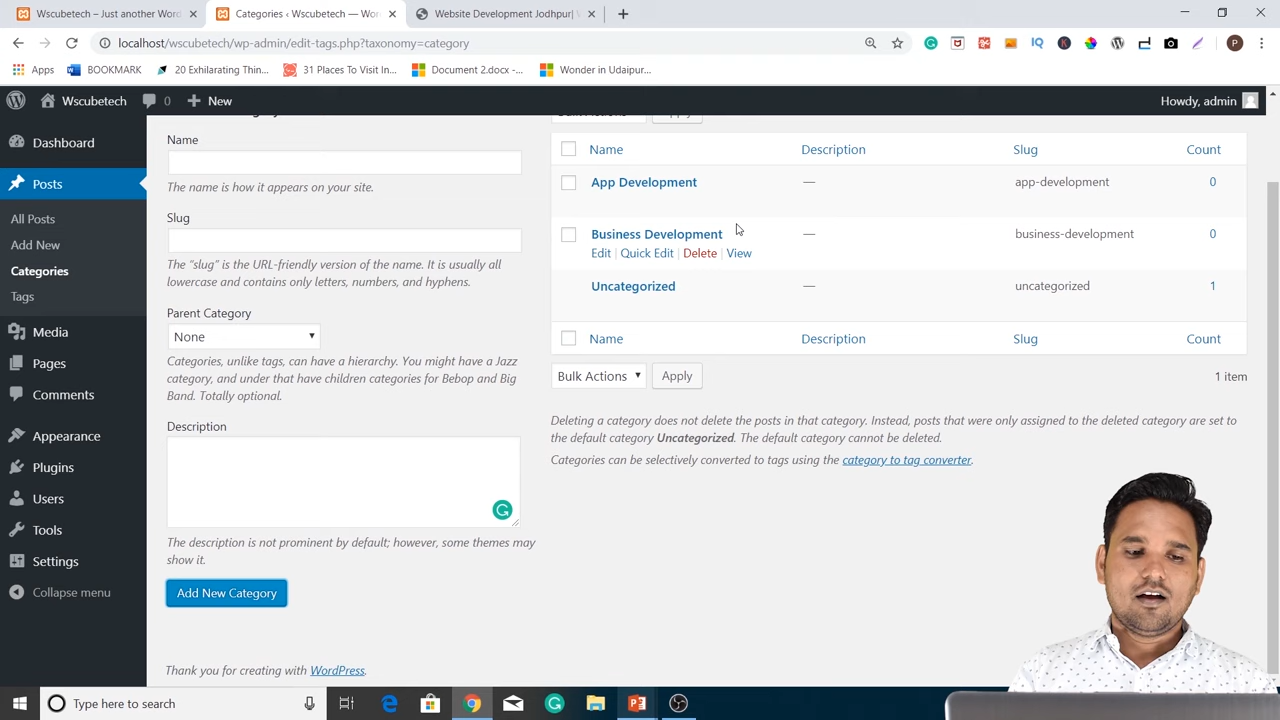 Wscubetech – Just another Word
Categories ‹ Wscubetech — Wor
Website Development Jodhpur|
localhost/wscubetech/wp-admin/edit-tags.php?taxonomy=category
Apps
BOOKMARK
20 Exhilarating Thin...
31 Places To Visit In...
Document 2.docx -...
Wonder in Udaipur...
Wscubetech
0
New
Howdy, admin
Dashboard
Posts
All Posts
Add New
Categories
Tags
Media
Pages
Comments
Appearance
Plugins
Users
Tools
Settings
Collapse menu
Name
The name is how it appears on your site.
Slug
The “slug” is the URL-friendly version of the name. It is usually all
lowercase and contains only letters, numbers, and hyphens.
Parent Category
None
Categories, unlike tags, can have a hierarchy. You might have a Jazz
category, and under that have children categories for Bebop and Big
Band. Totally optional.
Description
The description is not prominent by default; however, some themes may
show it.
Add New Category
Thank you for creating with WordPress.
Bulk Actions Apply
Name Description Slug Count
App Development — app-development 0
Business Development — business-development 0
Edit | Quick Edit | Delete | View
Uncategorized — uncategorized 1
Name Description Slug Count
Bulk Actions Apply 1 item
Deleting a category does not delete the posts in that category. Instead, posts that were only assigned to the deleted category are set to
the default category Uncategorized. The default category cannot be deleted.
Categories can be selectively converted to tags using the category to tag converter.
Type here to search